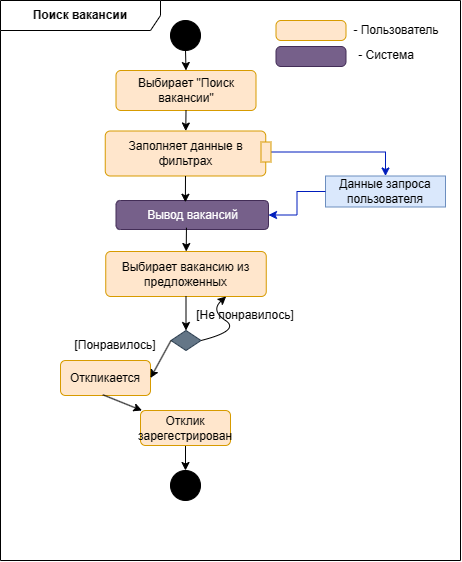 Поиск вакансии
- Пользователь
- Система
Выбирает "Поиск
вакансии"
Заполняет данные в
фильтрах
Данные запроса
пользователя
Вывод вакансий
Выбирает вакансию из
предложенных
[Не понравилось]
[Понравилось]
Откликается
Отклик
зарегестрирован